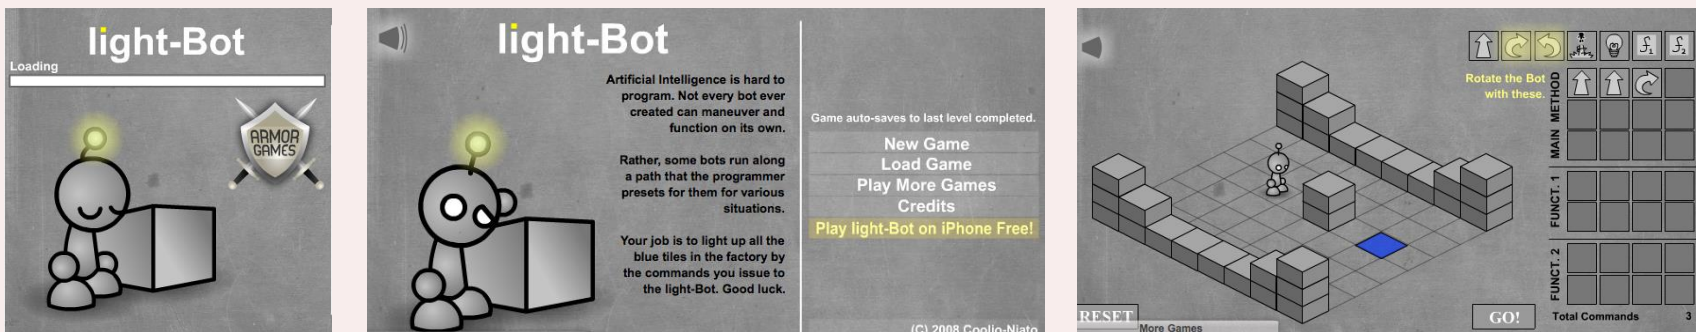 light-Bot
Loading
ARMOR
GAMES
light-Bot
Artificial Intelligence is hard to
program. Not every bot ever
created can maneuver and
function on its own.
Rather, some bots run along
a path that the programmer
presets for them for various
situations.
Your job is to light up all the
blue tiles in the factory by
the commands you issue to
the light-Bot. Good luck.
Game auto-saves to last level completed.
New Game
Load Game
Play More Games
Credits
Play light-Bot on iPhone Free!
(C) 2008 Coolio-Niato
Rotate the Bot
with these.
MAIN METHOD
FUNCT. 1
FUNCT. 2
RESET
More Games
GO!
Total Commands 3